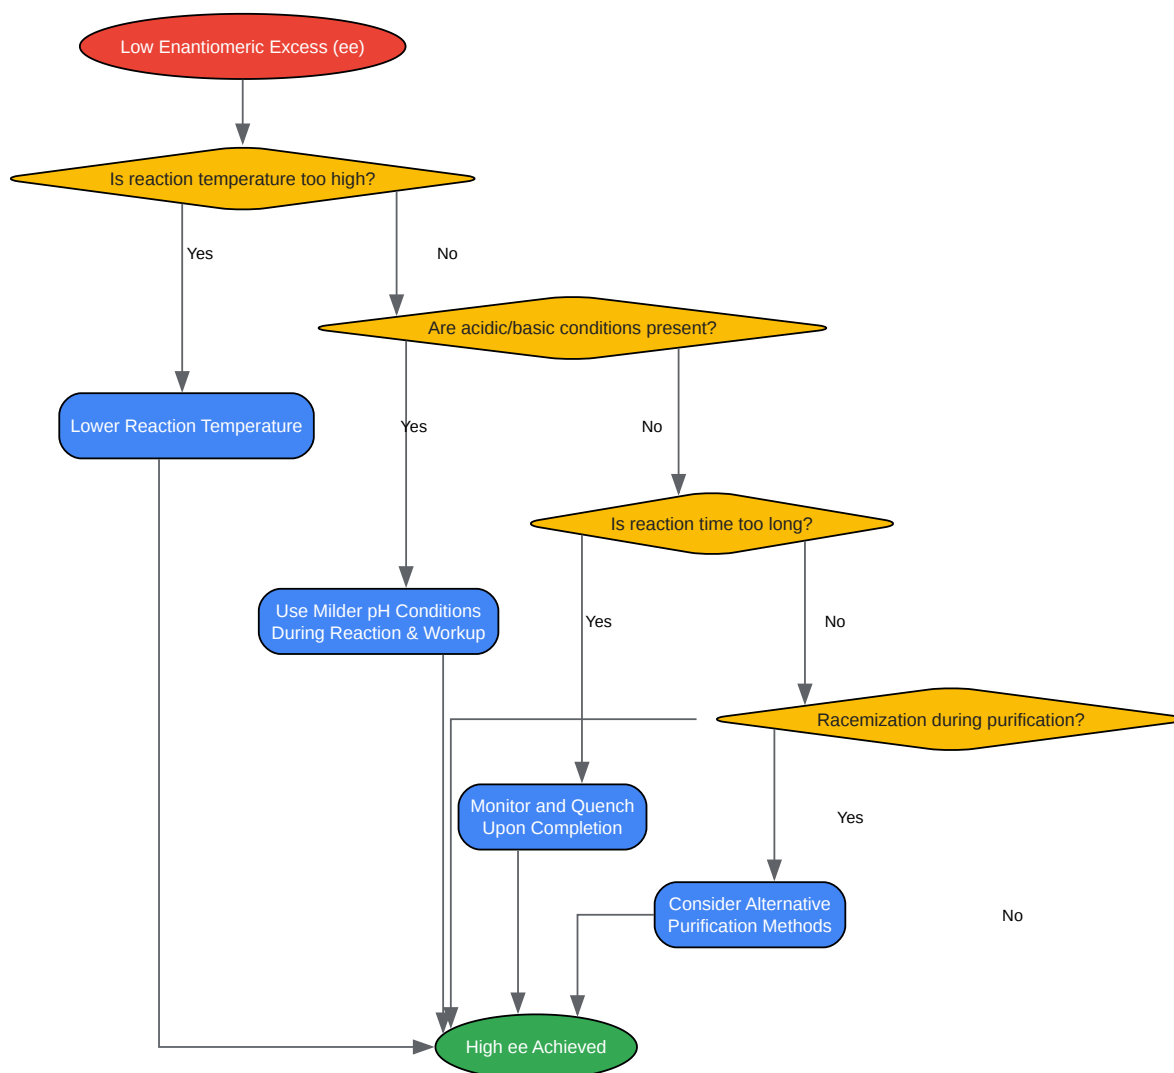 Low Enantiomeric Excess (ee)
Is reaction temperature too high?
Yes
No
Are acidic/basic conditions present?
Lower Reaction Temperature
Yes
No
Is reaction time too long?
Use Milder pH Conditions
During Reaction & Workup
Yes
No
Racemization during purification?
Monitor and Quench
Upon Completion
Yes
Consider Alternative
Purification Methods
No
High ee Achieved